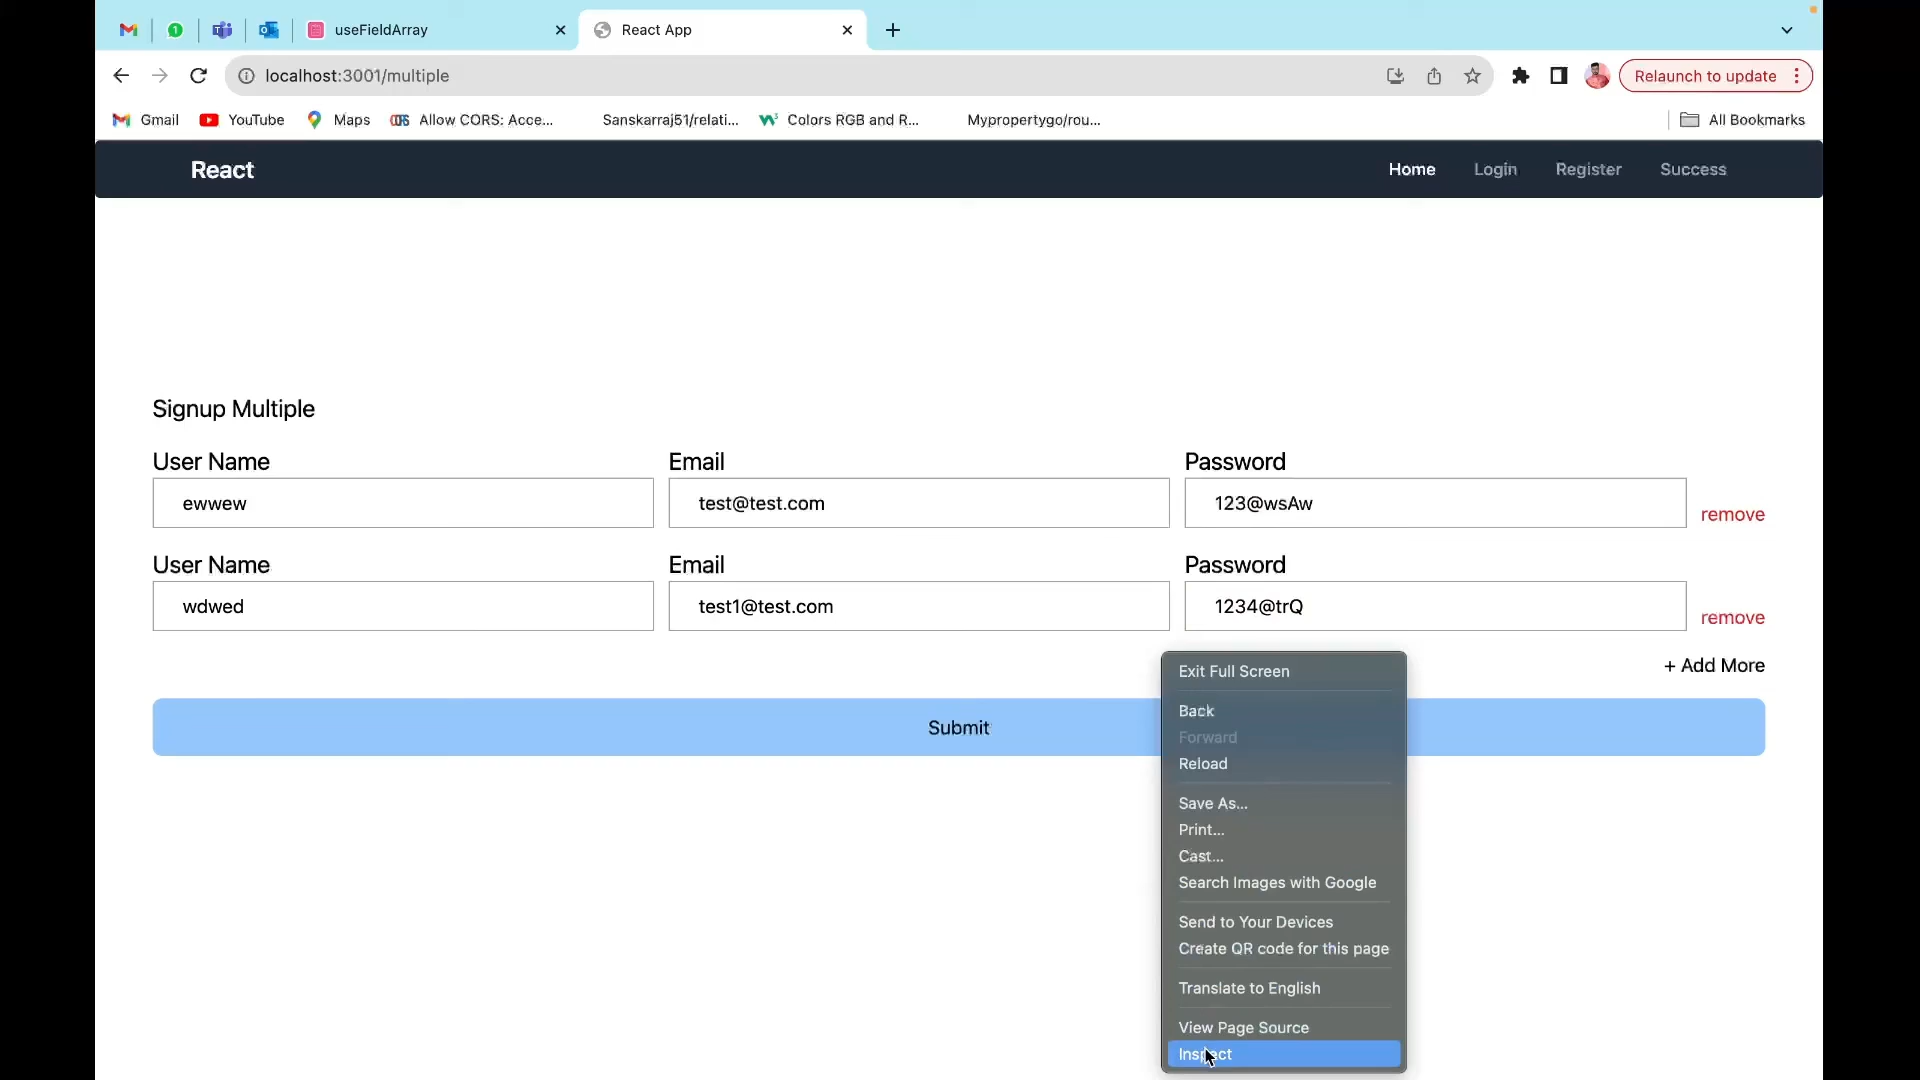 useFieldArray
React App
localhost:3001/multiple
Relaunch to update
Gmail
YouTube
Maps
CORS
Allow CORS: Acce...
Sanskarraj51/relati...
Colors RGB and R...
Mypropertygo/rou...
All Bookmarks
React
Home
Login
Register
Success
Signup Multiple
User Name
Email
Password
ewwew
test@test.com
123@wsAw
remove
User Name
Email
Password
wdwed
test1@test.com
1234@trQ
remove
+ Add More
Submit
Exit Full Screen
Back
Forward
Reload
Save As...
Print...
Cast...
Search Images with Google
Send to Your Devices
Create QR code for this page
Translate to English
View Page Source
Inspect